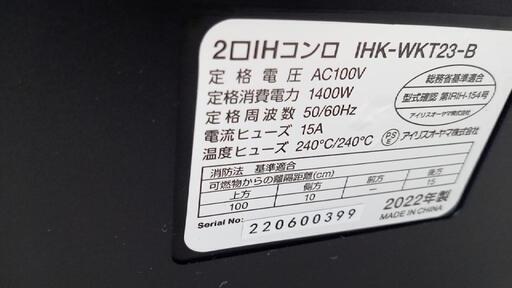 2口IHコンロ IHK-WKT23-B
定格電圧 AC100V
定格消費電力 1400W
定格周波数 50/60Hz
電流ヒューズ 15A
温度ヒューズ 240℃/240℃
総務省基準適合
型式確認 第IRIH-154号
アイリスオーヤマ株式会社
PS E アイリスオーヤマ株式会社
消防法 基準適合
可燃物からの離隔距離(cm)
上方 側方 前方 後方
100 10 — 15
Serial No: 220600399
2022年製
MADE IN CHINA